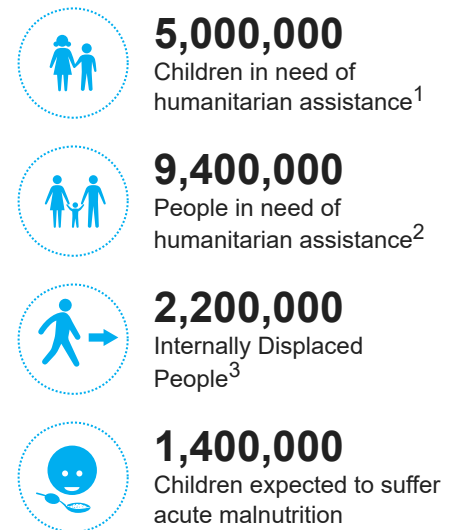 5,000,000
Children in need of
humanitarian assistance1
9,400,000
People in need of
humanitarian assistance2
2,200,000
Internally Displaced
People3
1,400,000
Children expected to suffer
acute malnutrition